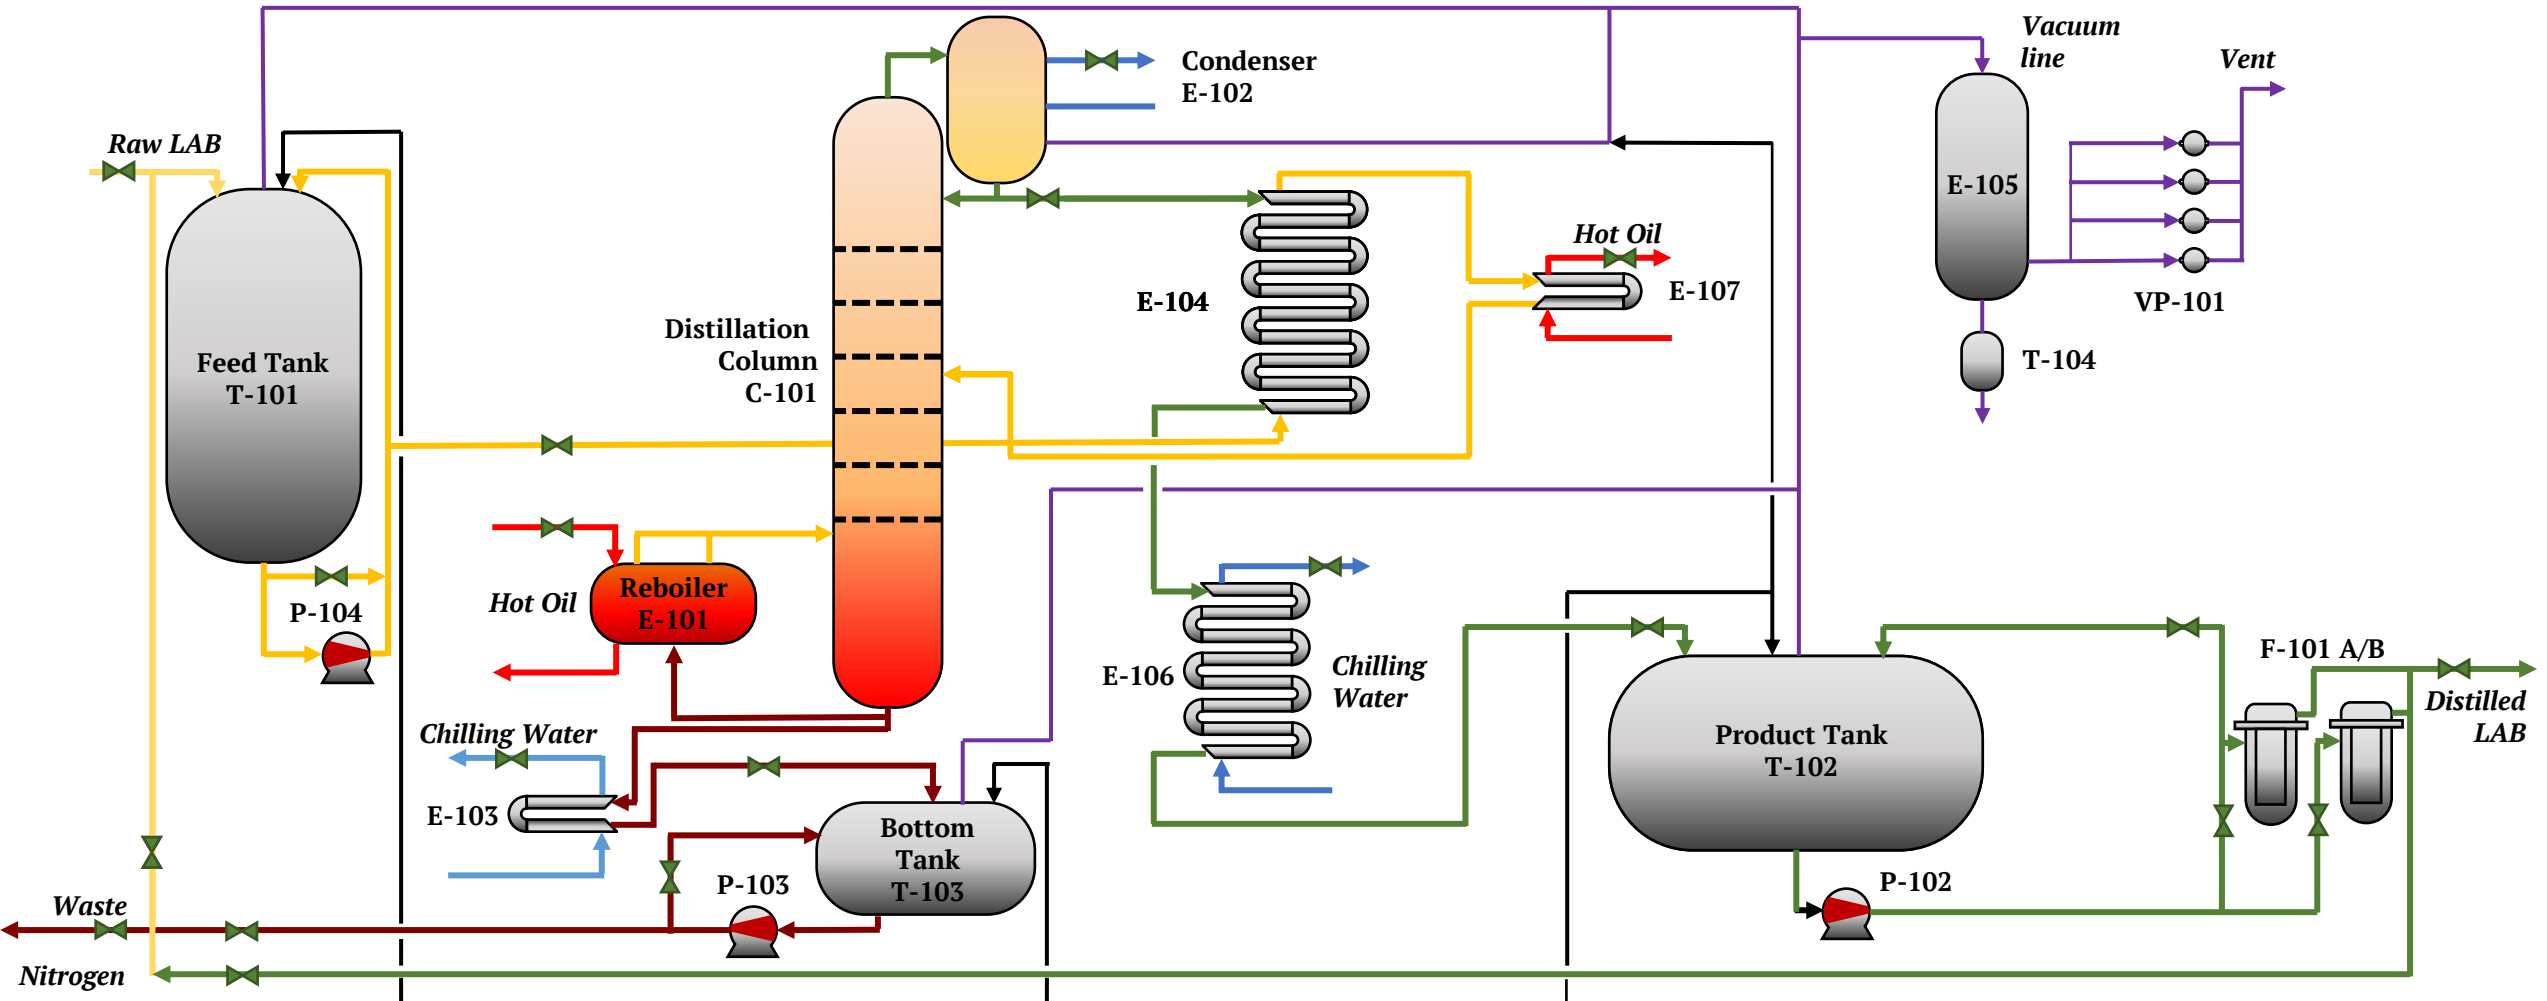 Vacuum
line
Vent
Condenser
E-102
Raw LAB
E-105
Hot Oil
E-107
E-104
VP-101
Distillation
Column
C-101
Feed Tank
T-101
T-104
Reboiler
E-101
Hot Oil
P-104
Chilling
Water
E-106
F-101 A/B
Distilled
LAB
Product Tank
T-102
Chilling Water
E-103
Bottom
Tank
T-103
P-103
P-102
Waste
Nitrogen